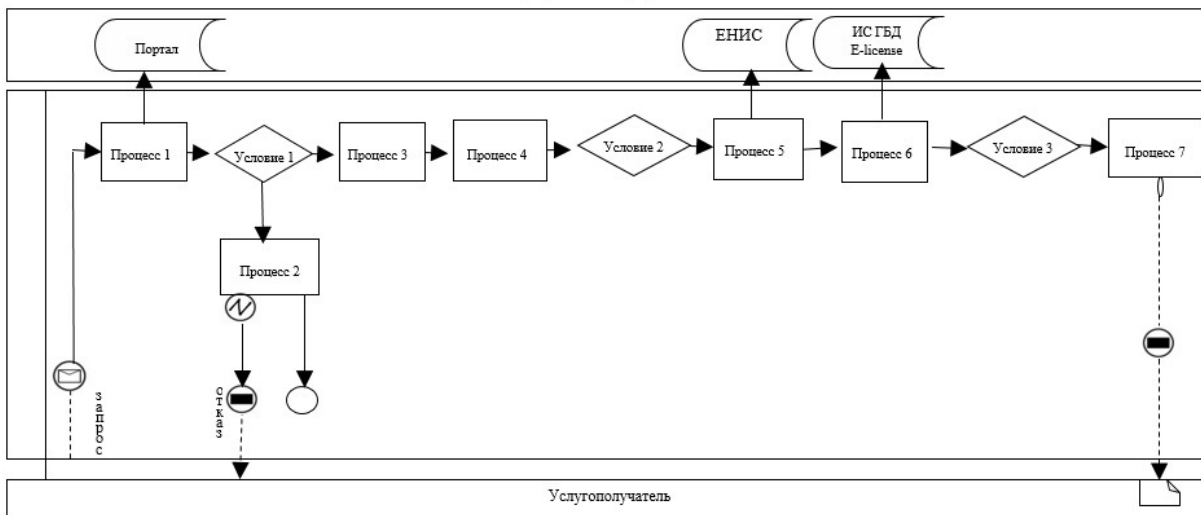 Портал
ЕНИС
ИС ГБД
E-license
Процесс 1
Условие 1
Процесс 3
Процесс 4
Условие 2
Процесс 5
Процесс 6
Условие 3
Процесс 7
Процесс 2
запрос
отказ
Услугополучатель